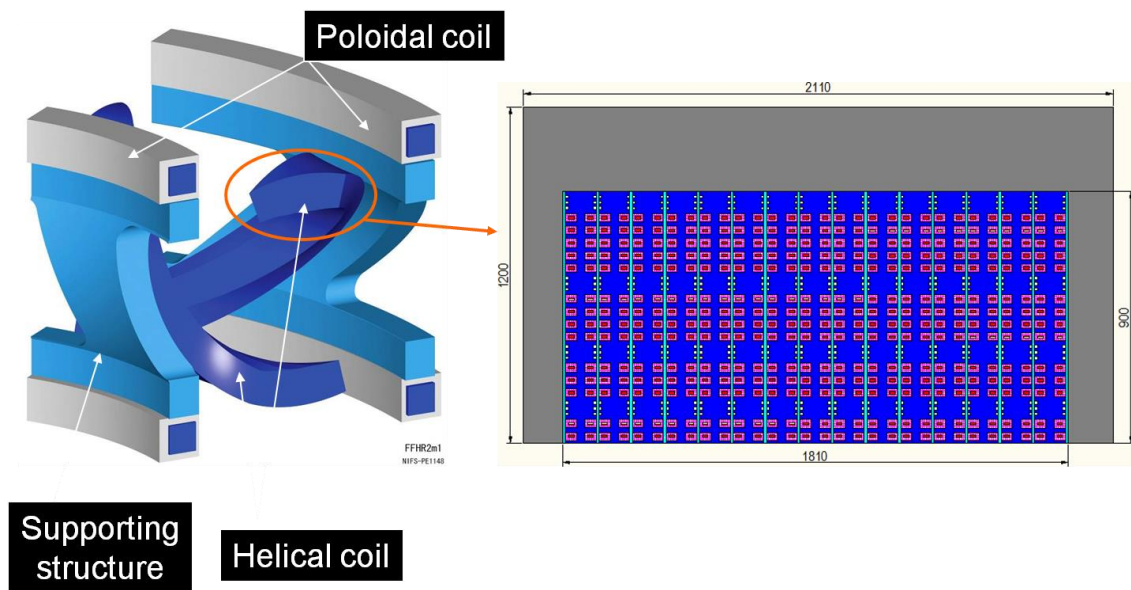 Poloidal coil
2110
1200
900
1810
FFHR2m1
NIFS-PE1148
Supporting
structure
Helical coil